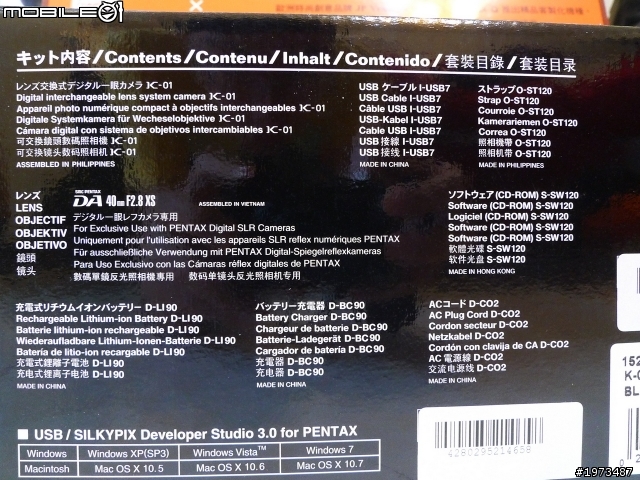 MOBILE01
キット内容/Contents/Contenu/Inhalt/Contenido/套裝目錄/套装目录
レンズ交換式デジタル一眼カメラ K-01
Digital interchangeable lens system camera K-01
Appareil photo numérique compact à objectifs interchangeables K-01
Digitale Systemkamera für Wechselobjektive K-01
Cámara digital con sistema de objetivos intercambiables K-01
可交換鏡頭數碼照相機 K-01
可交换镜头数码照相机 K-01
ASSEMBLED IN PHILIPPINES
USB ケーブル I-USB7
USB Cable I-USB7
Câble USB I-USB7
USB-Kabel I-USB7
Cable USB I-USB7
USB 接線 I-USB7
USB 接线 I-USB7
MADE IN CHINA
ストラップ O-ST120
Strap O-ST120
Courroie O-ST120
Kamerariemen O-ST120
Correa O-ST120
照相機帶 O-ST120
照相机带 O-ST120
MADE IN PHILIPPINES
レンズ
LENS
OBJECTIF
OBJEKTIV
OBJETIVO
鏡頭
镜头
smc PENTAX
DA 40mm F2.8 XS
ASSEMBLED IN VIETNAM
デジタル一眼レフカメラ専用
For Exclusive Use with PENTAX Digital SLR Cameras
Uniquement pour l'utilisation avec les appareils SLR reflex numériques PENTAX
Für ausschließliche Verwendung mit PENTAX Digital-Spiegelreflexkameras
Para Uso Exclusivo con las Cámaras réflex digitales de PENTAX
數碼單鏡反光照相機專用 数码单镜头反光照相机专用
ソフトウェア (CD-ROM) S-SW120
Software (CD-ROM) S-SW120
Logiciel (CD-ROM) S-SW120
Software (CD-ROM) S-SW120
Software (CD-ROM) S-SW120
軟體光碟 S-SW120
软件光盘 S-SW120
MADE IN HONG KONG
充電式リチウムイオンバッテリー D-LI90
Rechargeable Lithium-ion Battery D-LI90
Batterie lithium-ion rechargeable D-LI90
Wiederaufladbare Lithium-Ionen-Batterie D-LI90
Batería de litio-ion recargable D-LI90
充電式鋰離子電池 D-LI90
充电式锂离子电池 D-LI90
MADE IN CHINA
バッテリー充電器 D-BC90
Battery Charger D-BC90
Chargeur de batterie D-BC90
Batterie-Ladegerät D-BC90
Cargador de batería D-BC90
充電器 D-BC90
充电器 D-BC90
MADE IN CHINA
ACコード D-CO2
AC Plug Cord D-CO2
Cordon secteur D-CO2
Netzkabel D-CO2
Cordón con clavija de CA D-CO2
AC電源線 D-CO2
交流电源线 D-CO2
MADE IN CHINA
USB / SILKYPIX Developer Studio 3.0 for PENTAX
Windows Windows XP(SP3) Windows Vista™ Windows 7
Macintosh Mac OS X 10.5 Mac OS X 10.6 Mac OS X 10.7
4280295214658
152
K-0
BL
#1973487